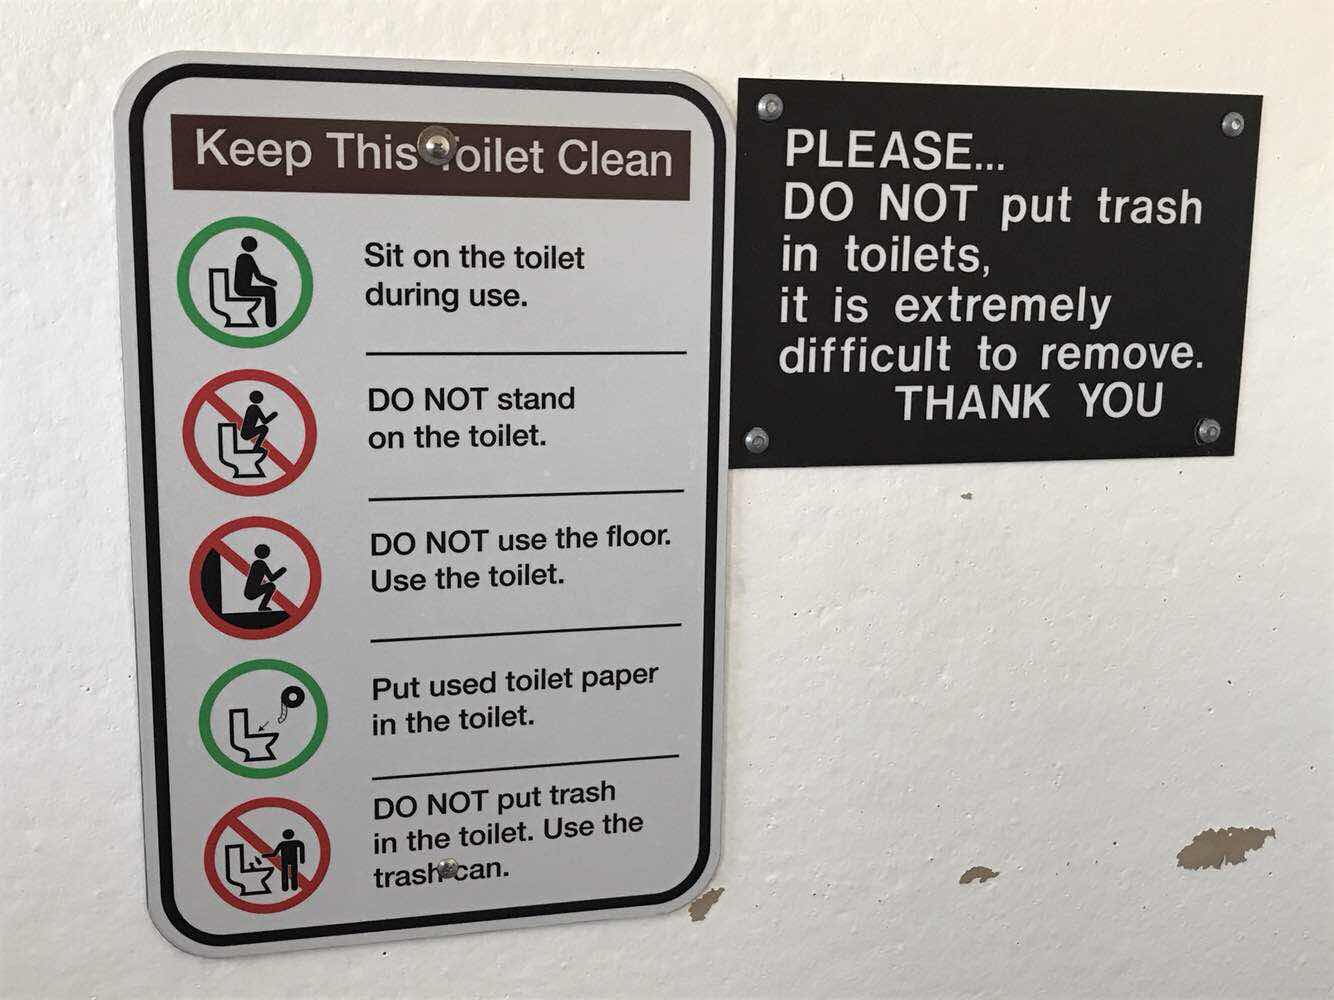 Keep This Toilet Clean
Sit on the toilet
during use.
DO NOT stand
on the toilet.
DO NOT use the floor.
Use the toilet.
Put used toilet paper
in the toilet.
DO NOT put trash
in the toilet. Use the
trash can.
PLEASE...
DO NOT put trash
in toilets,
it is extremely
difficult to remove.
THANK YOU